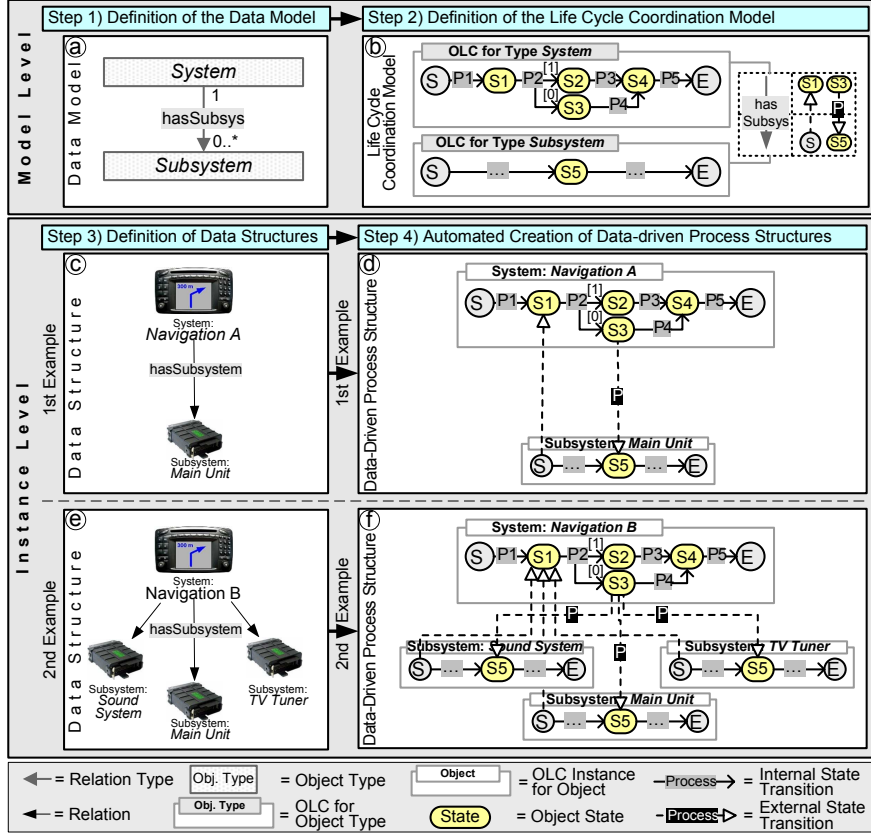 Model Level
Step 1) Definition of the Data Model
Step 2) Definition of the Life Cycle Coordination Model
a
Data Model
System
1
hasSubsys
0..*
Subsystem
b
Life Cycle
Coordination Model
OLC for Type System
S P1 S1 P2 [1] S2 P3 S4 P5 E
[0] S3 P4
OLC for Type Subsystem
S ... S5 ... E
has
Subsys
S1 S3
P
S S5
Instance Level
Step 3) Definition of Data Structures
Step 4) Automated Creation of Data-driven Process Structures
1st Example
c
Data Structure
300 m
System:
Navigation A
hasSubsystem
Subsystem:
Main Unit
1st Example
d
Data-Driven Process Structure
System: Navigation A
S P1 S1 P2 [1] S2 P3 S4 P5 E
[0] S3 P4
P
Subsystem: Main Unit
S ... S5 ... E
2nd Example
e
Data Structure
300 m
System:
Navigation B
hasSubsystem
Subsystem:
Sound
System
Subsystem:
Main Unit
Subsystem:
TV Tuner
2nd Example
f
Data-Driven Process Structure
System: Navigation B
S P1 S1 P2 [1] S2 P3 S4 P5 E
[0] S3 P4
P P
P
Subsystem: Sound System
S ... S5 ... E
Subsystem: TV Tuner
S ... S5 ... E
Subsystem: Main Unit
S ... S5 ... E
= Relation Type
Obj. Type = Object Type
Object = OLC Instance
for Object
Process = Internal State
Transition
= Relation
Obj. Type = OLC for
Object Type
State = Object State
Process = External State
Transition